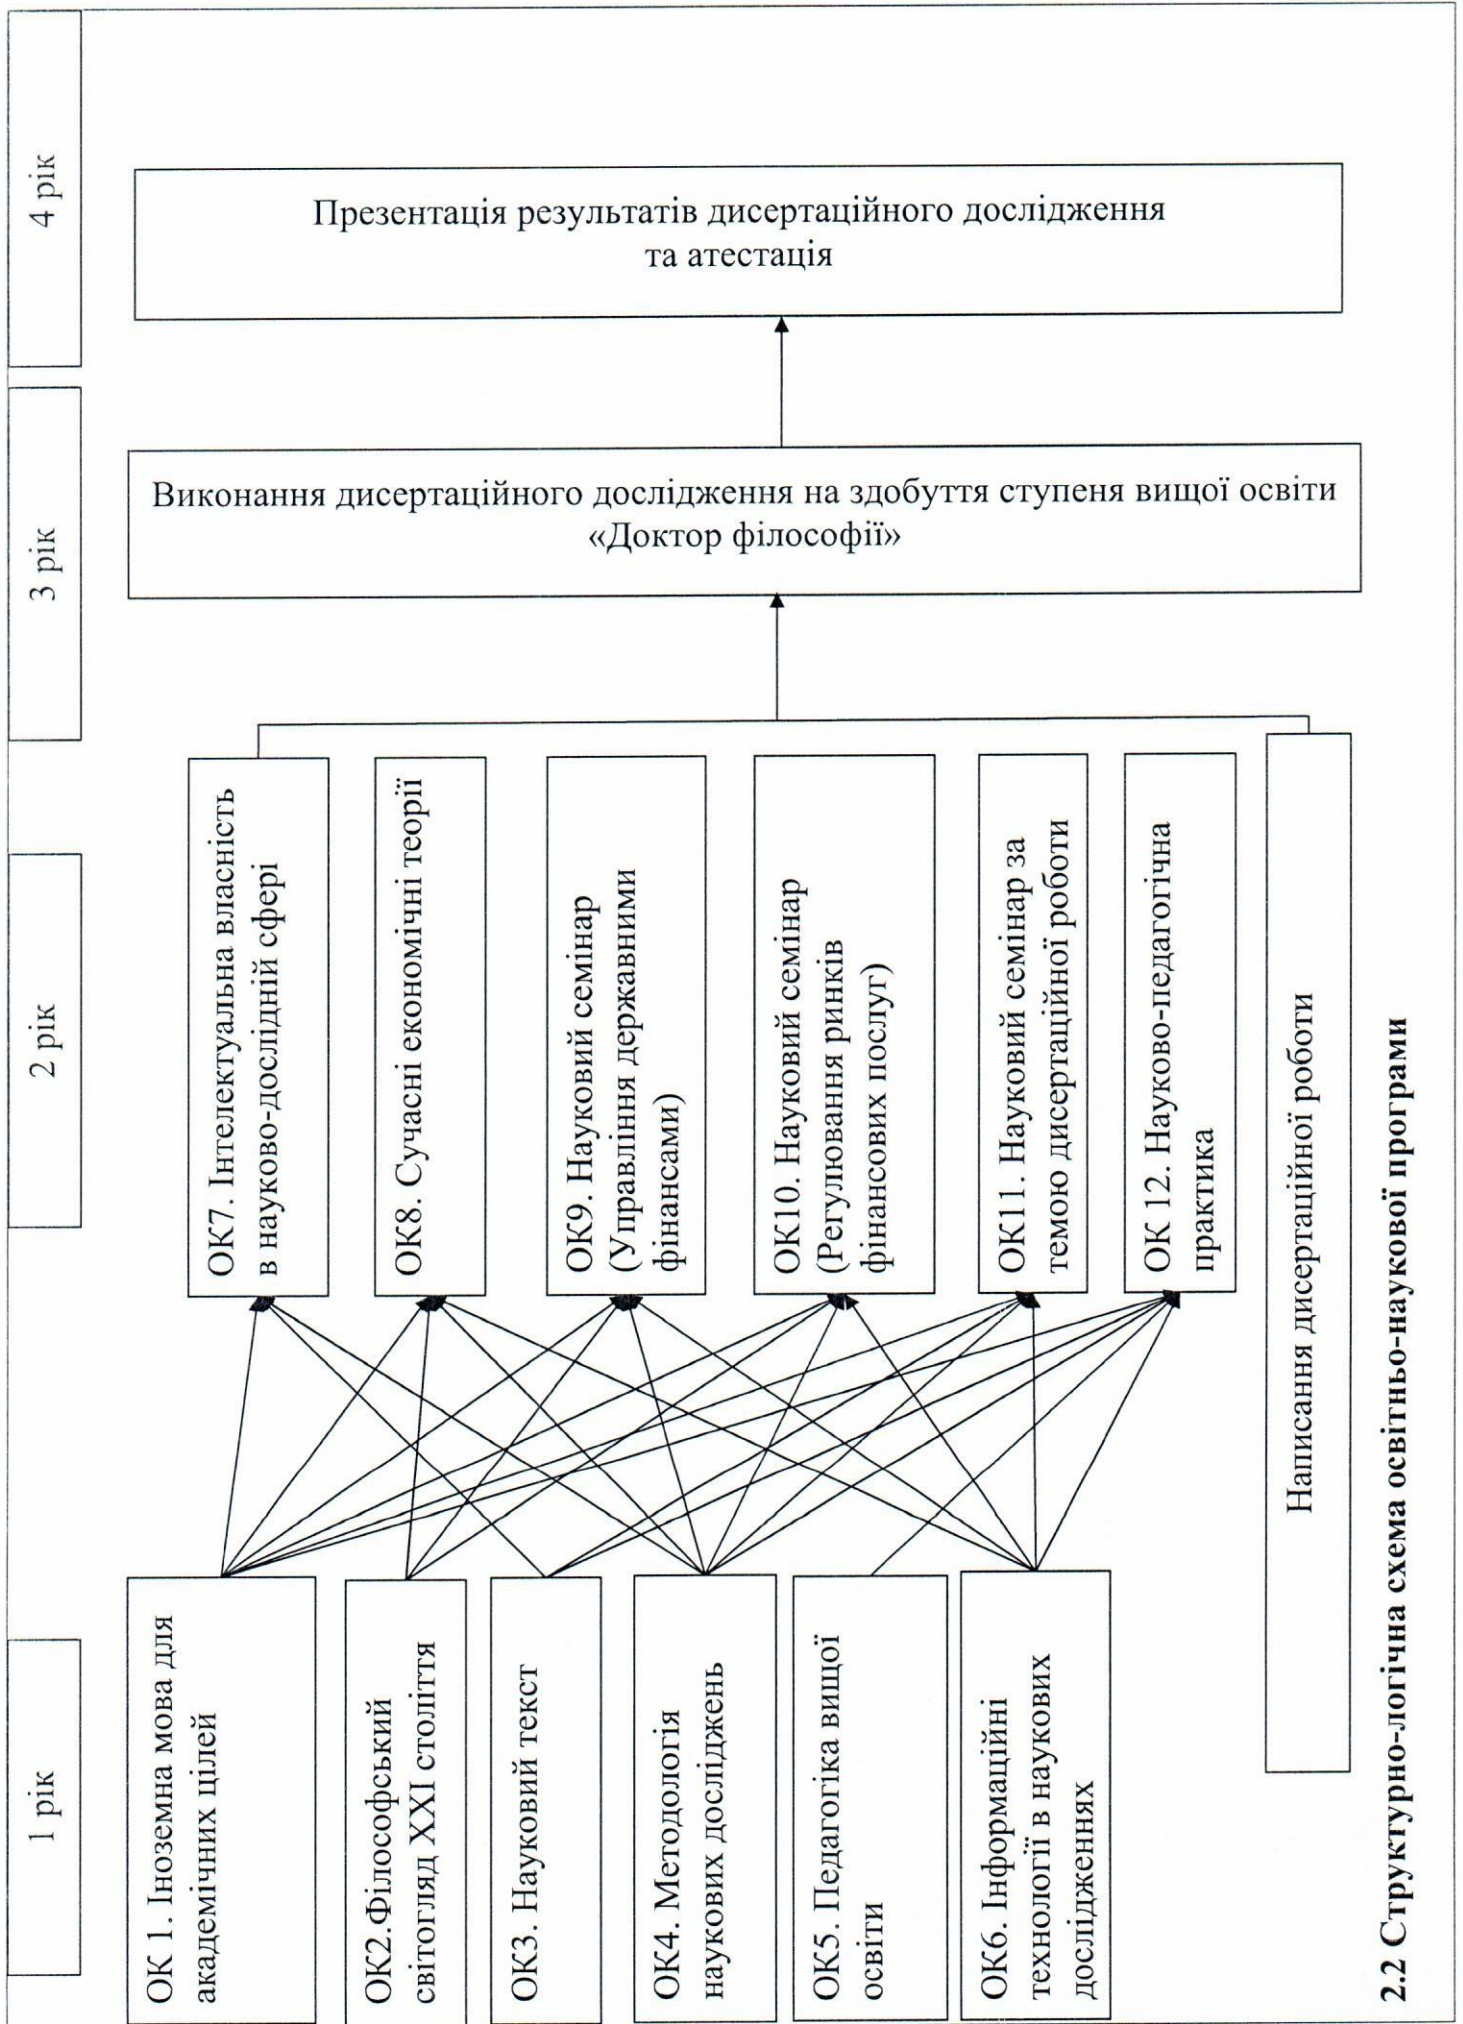 1 рік
2 рік
3 рік
4 рік
ОК 1. Іноземна мова для
академічних цілей
ОК2.Філософський
світогляд ХХІ століття
ОК3. Науковий текст
ОК4. Методологія
наукових досліджень
ОК5. Педагогіка вищої
освіти
ОК6. Інформаційні
технології в наукових
дослідженнях
ОК7. Інтелектуальна власність
в науково-дослідній сфері
ОК8. Сучасні економічні теорії
ОК9. Науковий семінар
(Управління державними
фінансами)
ОК10. Науковий семінар
(Регулювання ринків
фінансових послуг)
ОК11. Науковий семінар за
темою дисертаційної роботи
ОК 12. Науково-педагогічна
практика
Написання дисертаційної роботи
Виконання дисертаційного дослідження на здобуття ступеня вищої освіти
«Доктор філософії»
Презентація результатів дисертаційного дослідження
та атестація
2.2 Структурно-логічна схема освітньо-наукової програми